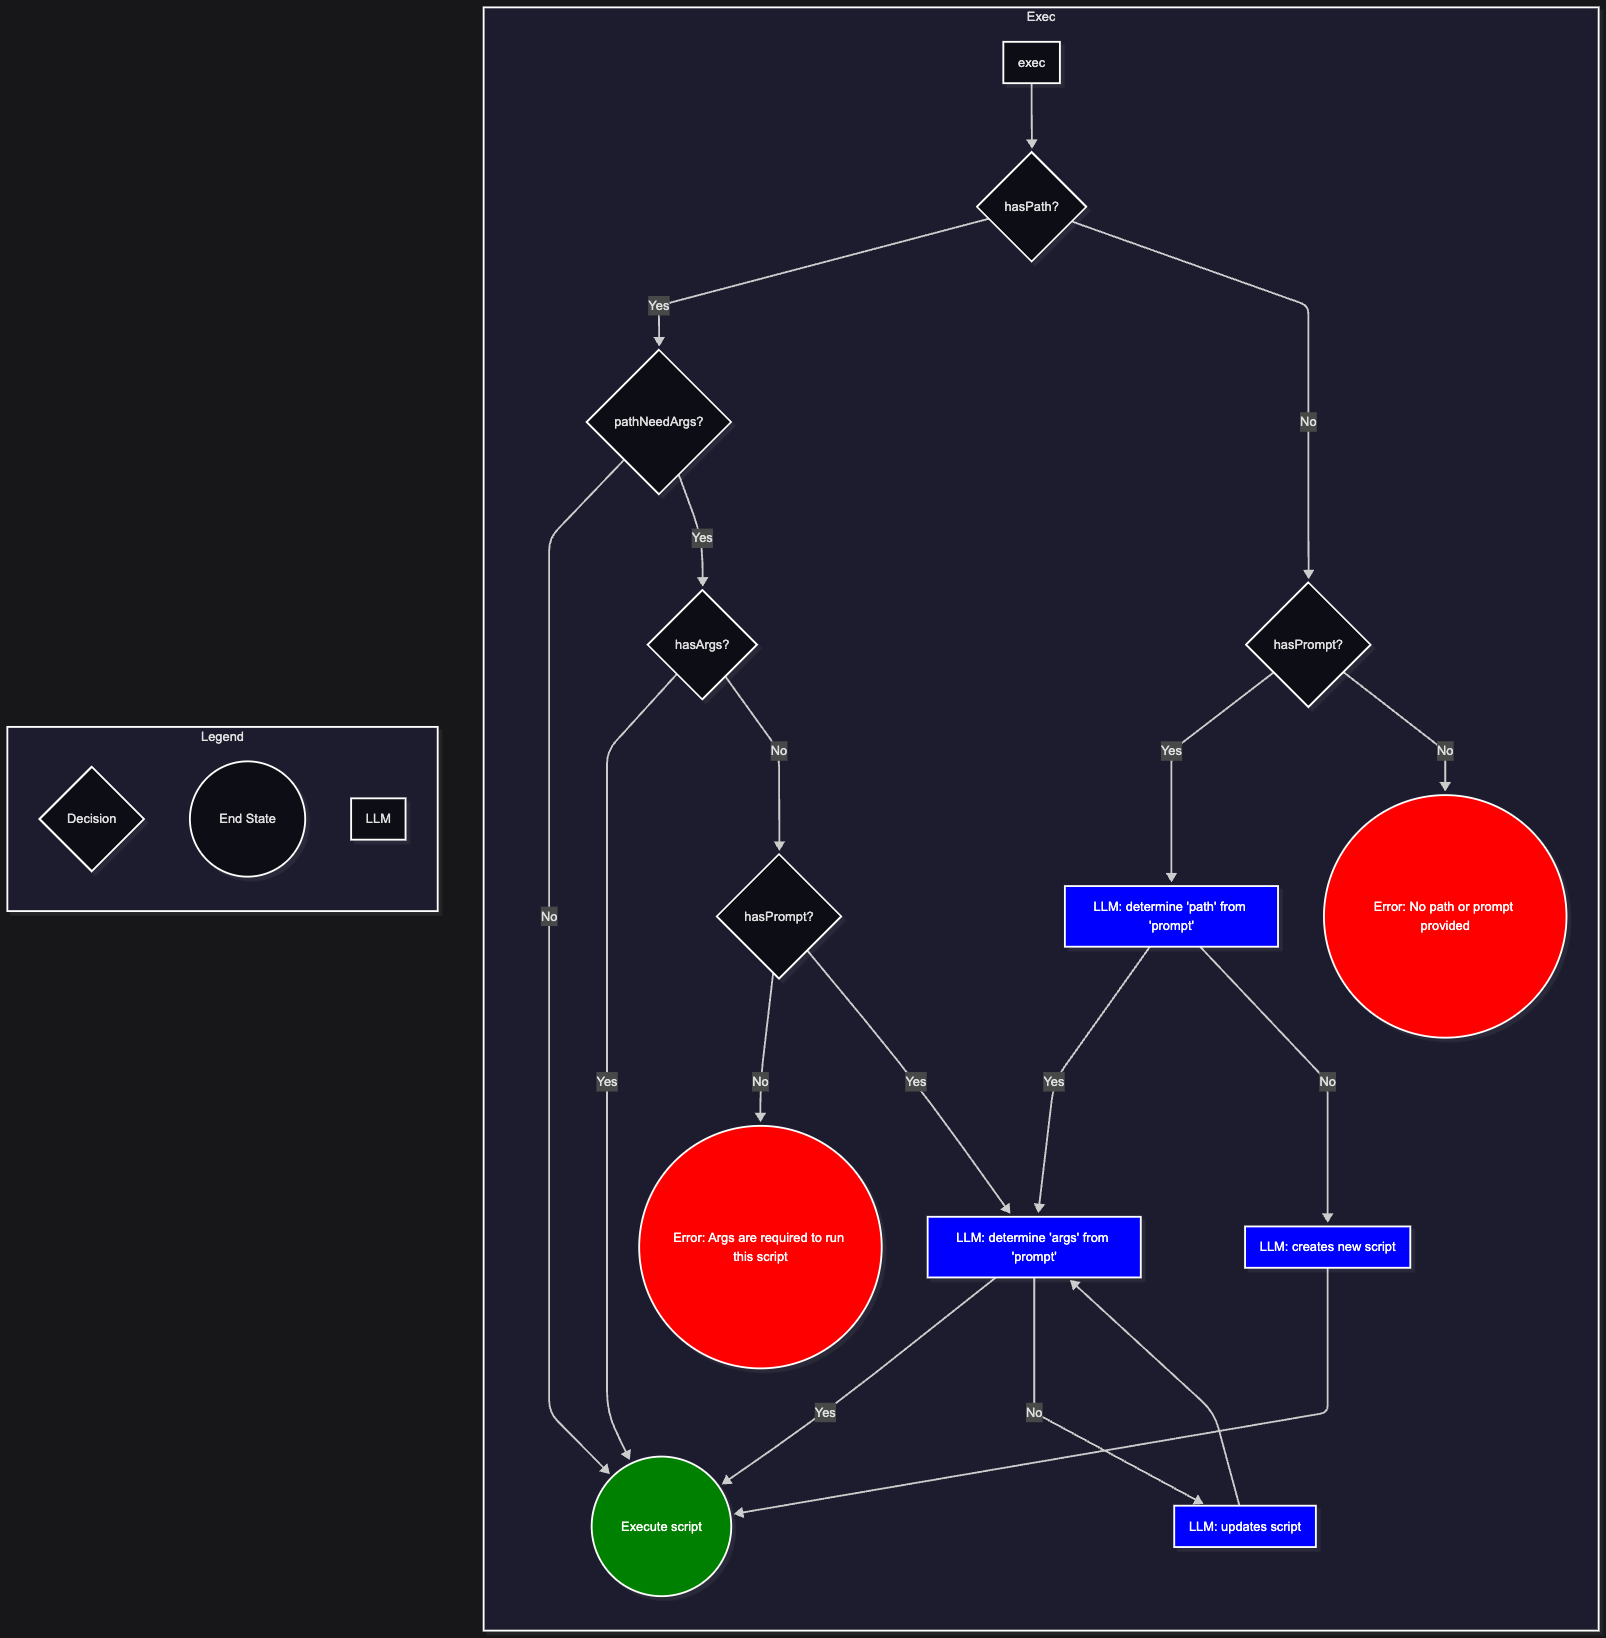 Exec
exec
hasPath?
Yes
pathNeedArgs?
No
Yes
hasArgs?
hasPrompt?
Legend
Decision
End State
LLM
No
Yes
No
hasPrompt?
No
LLM: determine 'path' from
'prompt'
Error: No path or prompt
provided
Yes
No
Yes
Yes
No
Error: Args are required to run
this script
LLM: determine 'args' from
'prompt'
LLM: creates new script
Yes
No
Execute script
LLM: updates script